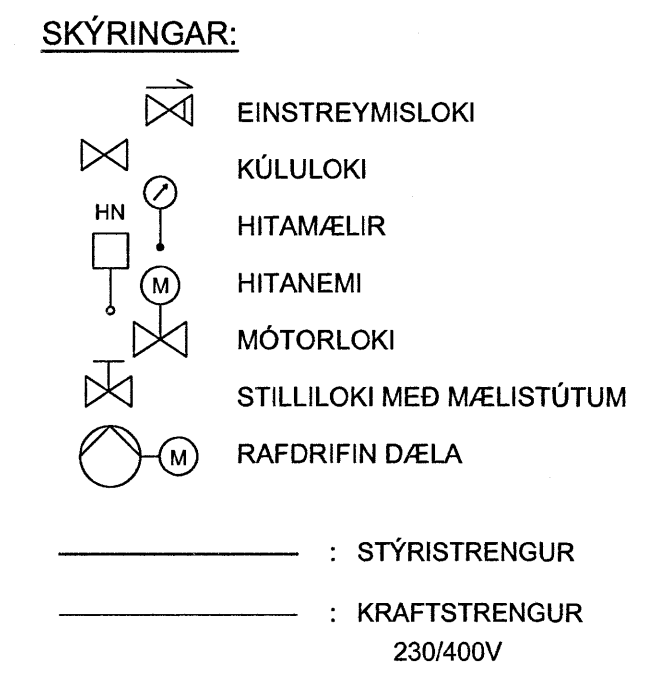 SKÝRINGAR:
EINSTREYMISLOKI
KÚLULOKI
HN
HITAMÆLIR
M
HITANEMI
MÓTORLOKI
STILLILOKI MEÐ MÆLISTÚTUM
M
RAFDRIFIN DÆLA
: STÝRISTRENGUR
: KRAFTSTRENGUR
230/400V